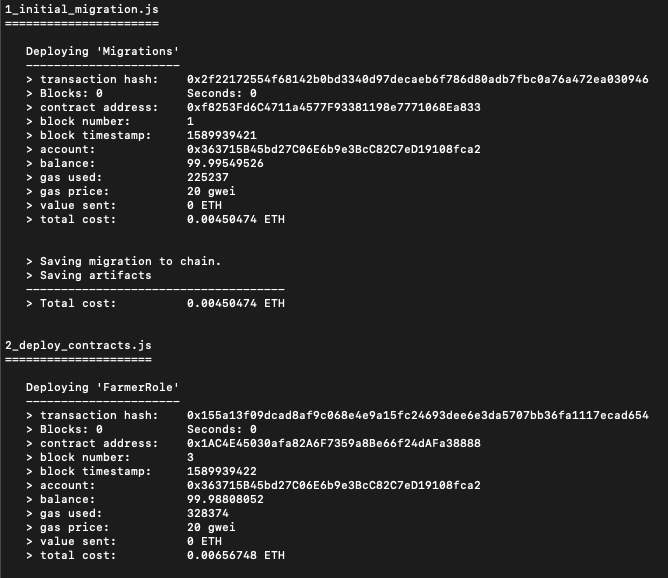 1_initial_migration.js
======================
Deploying 'Migrations'
----------------------
> transaction hash: 0x2f22172554f68142b0bd3340d97decaeb6f786d80adb7fbc0a76a472ea030946
> Blocks: 0 Seconds: 0
> contract address: 0xf8253Fd6C4711a4577F93381198e7771068Ea833
> block number: 1
> block timestamp: 1589939421
> account: 0x363715B45bd27C06E6b9e3BcC82C7eD19108fca2
> balance: 99.99549526
> gas used: 225237
> gas price: 20 gwei
> value sent: 0 ETH
> total cost: 0.00450474 ETH
> Saving migration to chain.
> Saving artifacts
-------------------------------------
> Total cost: 0.00450474 ETH
2_deploy_contracts.js
=====================
Deploying 'FarmerRole'
----------------------
> transaction hash: 0x155a13f09dcad8af9c068e4e9a15fc24693dee6e3da5707bb36fa1117ecad654
> Blocks: 0 Seconds: 0
> contract address: 0x1AC4E45030afa82A6F7359a8Be66f24dAFa38888
> block number: 3
> block timestamp: 1589939422
> account: 0x363715B45bd27C06E6b9e3BcC82C7eD19108fca2
> balance: 99.98808052
> gas used: 328374
> gas price: 20 gwei
> value sent: 0 ETH
> total cost: 0.00656748 ETH